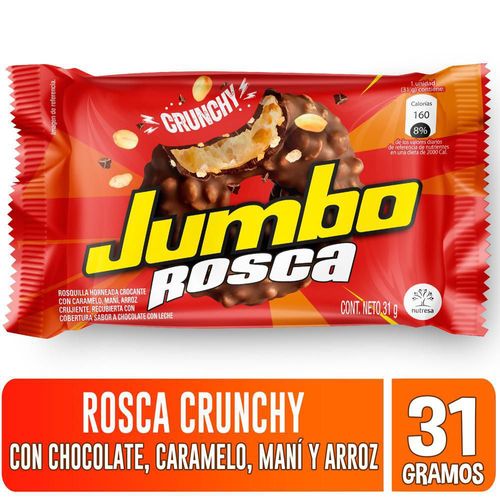 Imagen de referencia.
CRUNCHY
1 unidad
(31 g) contiene:
Calorías
160
8%
de los valores diarios
de referencia de nutrientes
en una dieta de 2000 Cal.
Jumbo
ROSCA
ROSQUILLA HORNEADA CROCANTE
CON CARAMELO, MANÍ, ARROZ
CRUJIENTE, RECUBIERTA CON
COBERTURA SABOR A CHOCOLATE CON LECHE
CONT. NETO.31 g
nutresa
ROSCA CRUNCHY
CON CHOCOLATE, CARAMELO, MANÍ Y ARROZ
31
GRAMOS